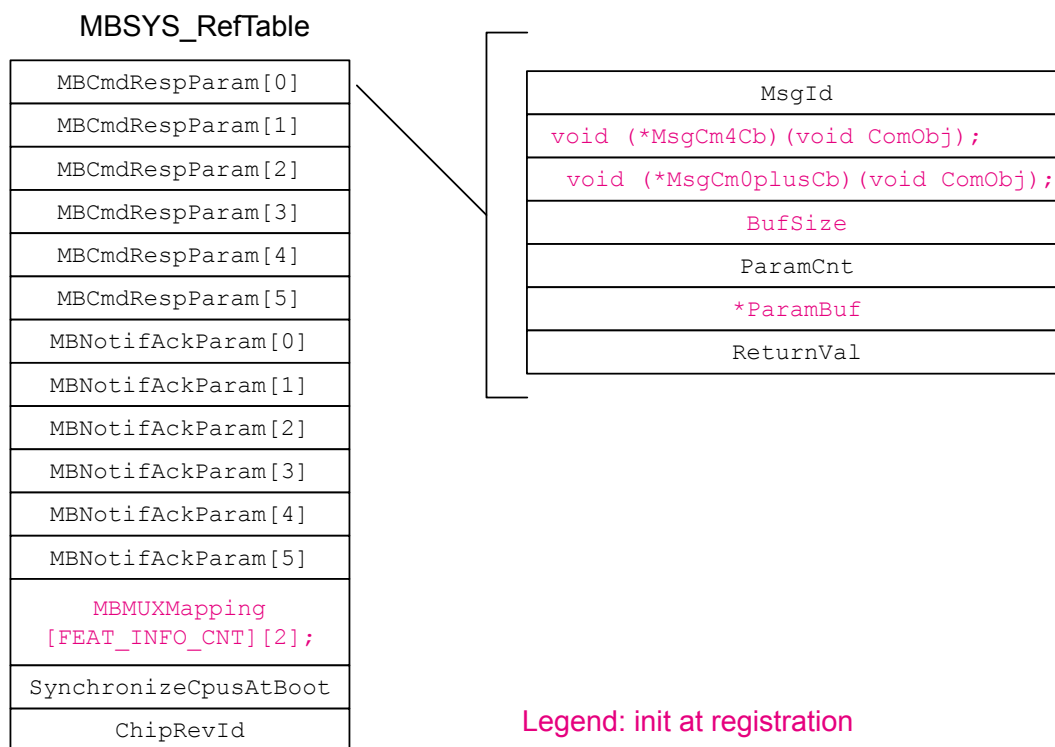 MBSYS_RefTable
MBCmdRespParam[0]
MBCmdRespParam[1]
MBCmdRespParam[2]
MBCmdRespParam[3]
MBCmdRespParam[4]
MBCmdRespParam[5]
MBNotifAckParam[0]
MBNotifAckParam[1]
MBNotifAckParam[2]
MBNotifAckParam[3]
MBNotifAckParam[4]
MBNotifAckParam[5]
MBMUXMapping
[FEAT_INFO_CNT][2];
SynchronizeCpusAtBoot
ChipRevId
MsgId
void (*MsgCm4Cb)(void ComObj);
void (*MsgCm0plusCb)(void ComObj);
BufSize
ParamCnt
*ParamBuf
ReturnVal
Legend: init at registration